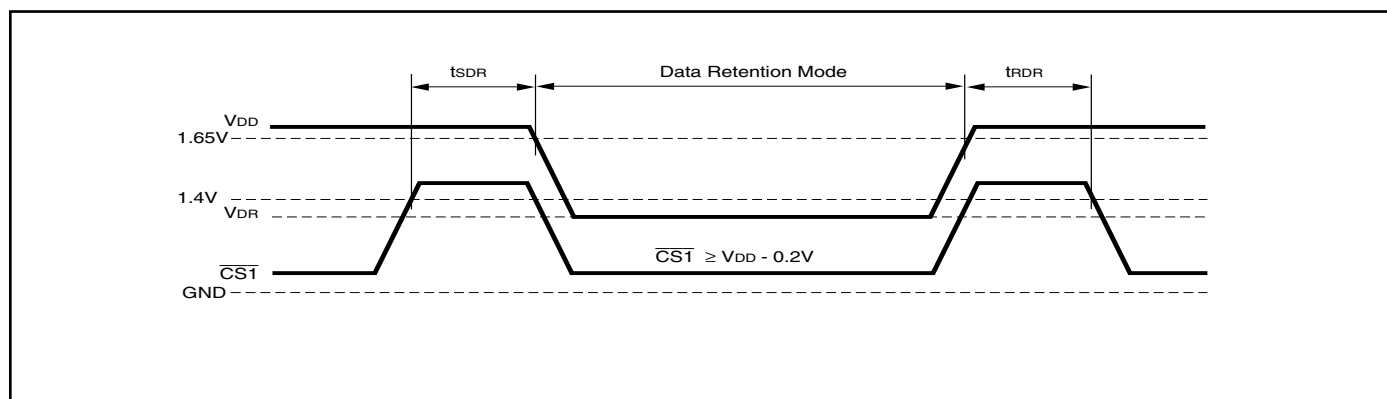 tSDR
Data Retention Mode
tRDR
VDD
1.65V
1.4V
VDR
CS1 ≥ VDD - 0.2V
CS1
GND